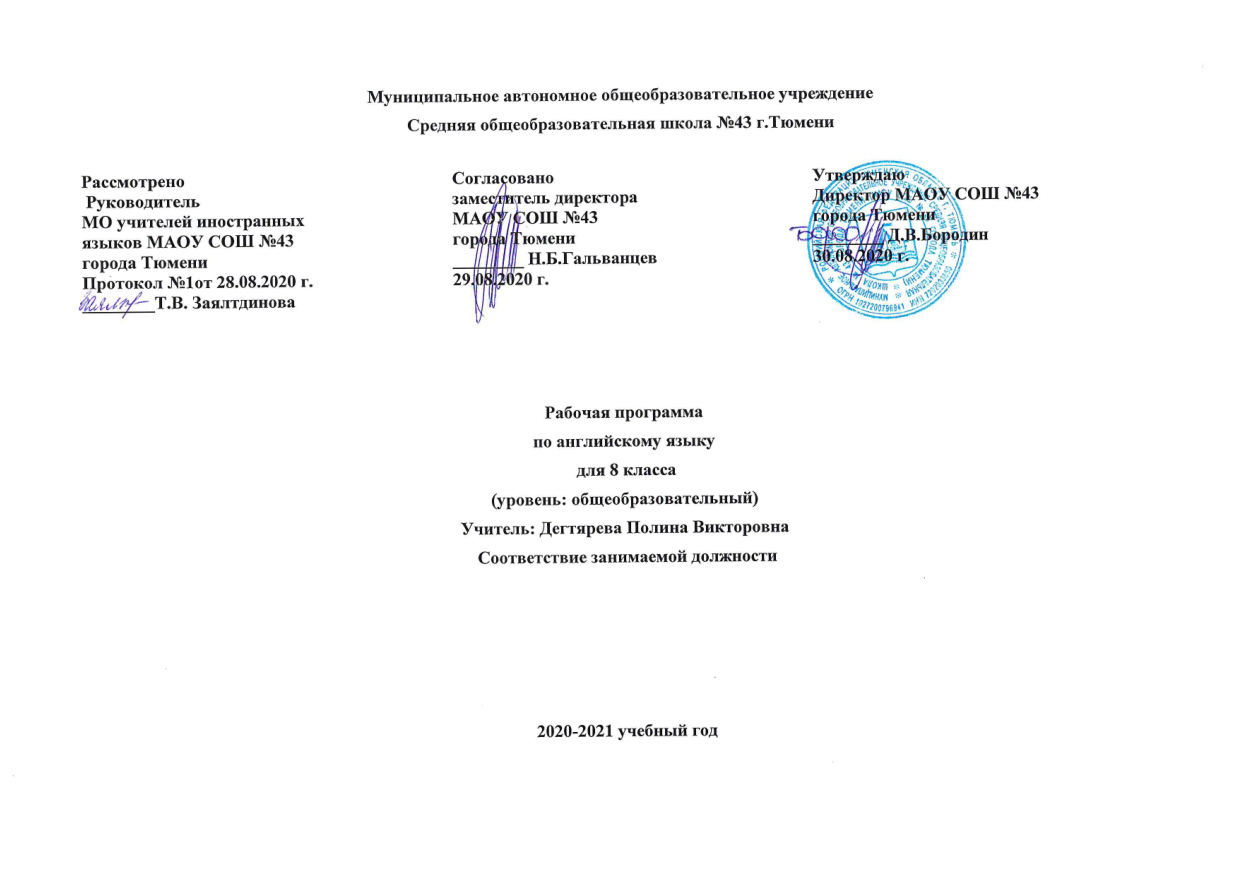 Муниципальное автономное общеобразовательное учреждение
Средняя общеобразовательная школа №43 г.Тюмени
Рассмотрено
Руководитель
МО учителей иностранных
языков МАОУ СОШ №43
города Тюмени
Протокол №1от 28.08.2020 г.
_________Т.В. Заялтдинова
Согласовано
заместитель директора
МАОУ СОШ №43
города Тюмени
_________ Н.Б.Гальванцев
29.08.2020 г.
Утверждаю
Директор МАОУ СОШ №43
города Тюмени
_________ Д.В.Бородин
30.08.2020 г.
Рабочая программа
по английскому языку
для 8 класса
(уровень: общеобразовательный)
Учитель: Дегтярева Полина Викторовна
Соответствие занимаемой должности
2020-2021 учебный год